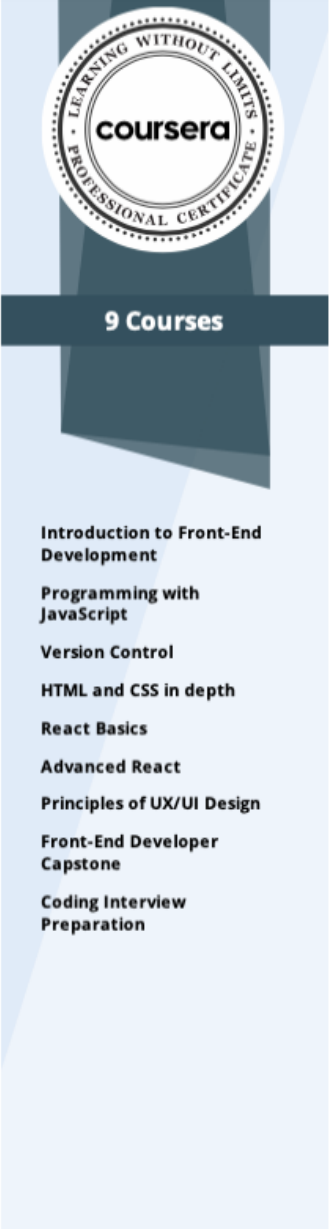 LEARNING WITHOUT LIMITS
coursera
PROFESSIONAL CERTIFICATE
9 Courses
Introduction to Front-End
Development
Programming with
JavaScript
Version Control
HTML and CSS in depth
React Basics
Advanced React
Principles of UX/UI Design
Front-End Developer
Capstone
Coding Interview
Preparation